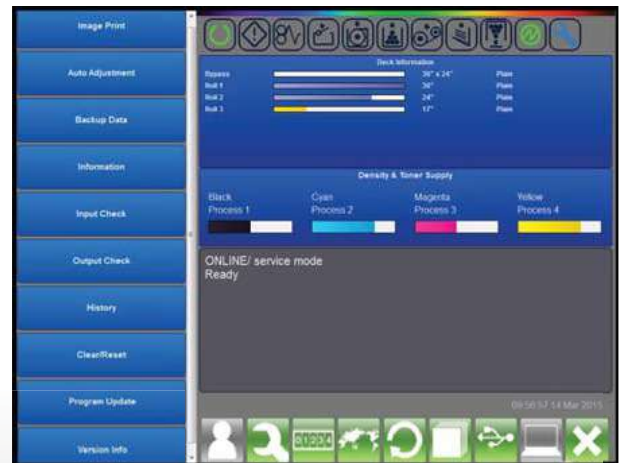 Image Print
Auto Adjustment
Backup Data
Information
Input Check
Output Check
History
Clear/Reset
Program Update
Version Info
Deck Information
Bypass 36" x 24" Plain
Roll 1 36" Plain
Roll 2 24" Plain
Roll 3 17" Plain
Density & Toner Supply
Black Cyan Magenta Yellow
Process 1 Process 2 Process 3 Process 4
ONLINE/ service mode
Ready
09:56:57 14 Mar 2015